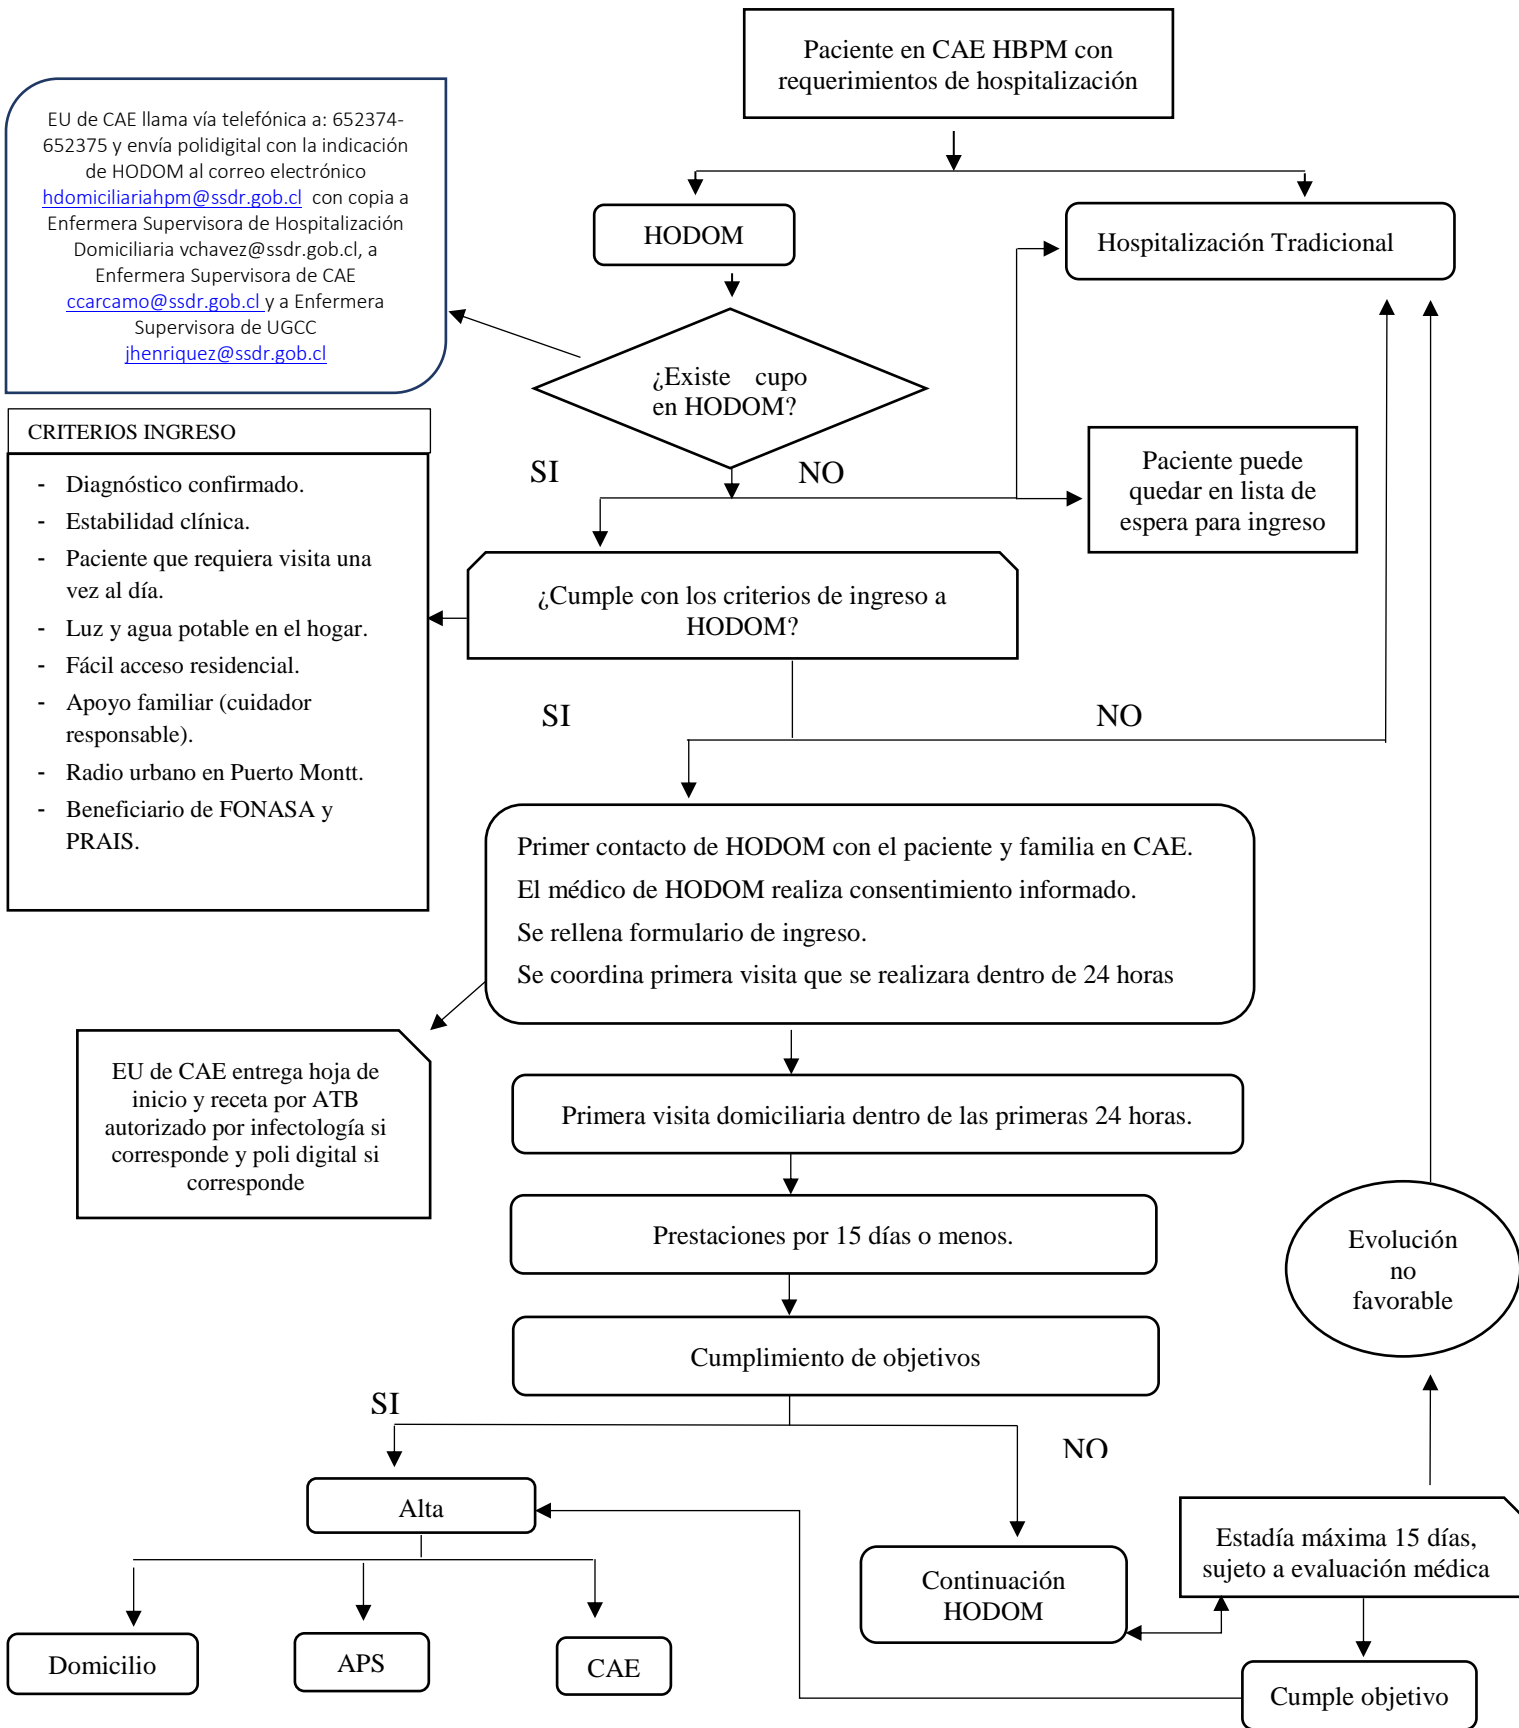 Paciente en CAE HBPM con
requerimientos de hospitalización
EU de CAE llama vía telefónica a: 652374-
652375 y envía polidigital con la indicación
de HODOM al correo electrónico
hdomiciliariahpm@ssdr.gob.cl con copia a
Enfermera Supervisora de Hospitalización
Domiciliaria vchavez@ssdr.gob.cl, a
Enfermera Supervisora de CAE
ccarcamo@ssdr.gob.cl y a Enfermera
Supervisora de UGCC
jhenriquez@ssdr.gob.cl
HODOM
Hospitalización Tradicional
¿Existe cupo
en HODOM?
SI
NO
Paciente puede
quedar en lista de
espera para ingreso
CRITERIOS INGRESO
- Diagnóstico confirmado.
- Estabilidad clínica.
- Paciente que requiera visita una
vez al día.
- Luz y agua potable en el hogar.
- Fácil acceso residencial.
- Apoyo familiar (cuidador
responsable).
- Radio urbano en Puerto Montt.
- Beneficiario de FONASA y
PRAIS.
¿Cumple con los criterios de ingreso a
HODOM?
SI
NO
Primer contacto de HODOM con el paciente y familia en CAE.
El médico de HODOM realiza consentimiento informado.
Se rellena formulario de ingreso.
Se coordina primera visita que se realizara dentro de 24 horas
EU de CAE entrega hoja de
inicio y receta por ATB
autorizado por infectología si
corresponde y poli digital si
corresponde
Primera visita domiciliaria dentro de las primeras 24 horas.
Prestaciones por 15 días o menos.
Evolución
no
favorable
Cumplimiento de objetivos
SI
NO
Alta
Continuación
HODOM
Estadía máxima 15 días,
sujeto a evaluación médica
Domicilio
APS
CAE
Cumple objetivo